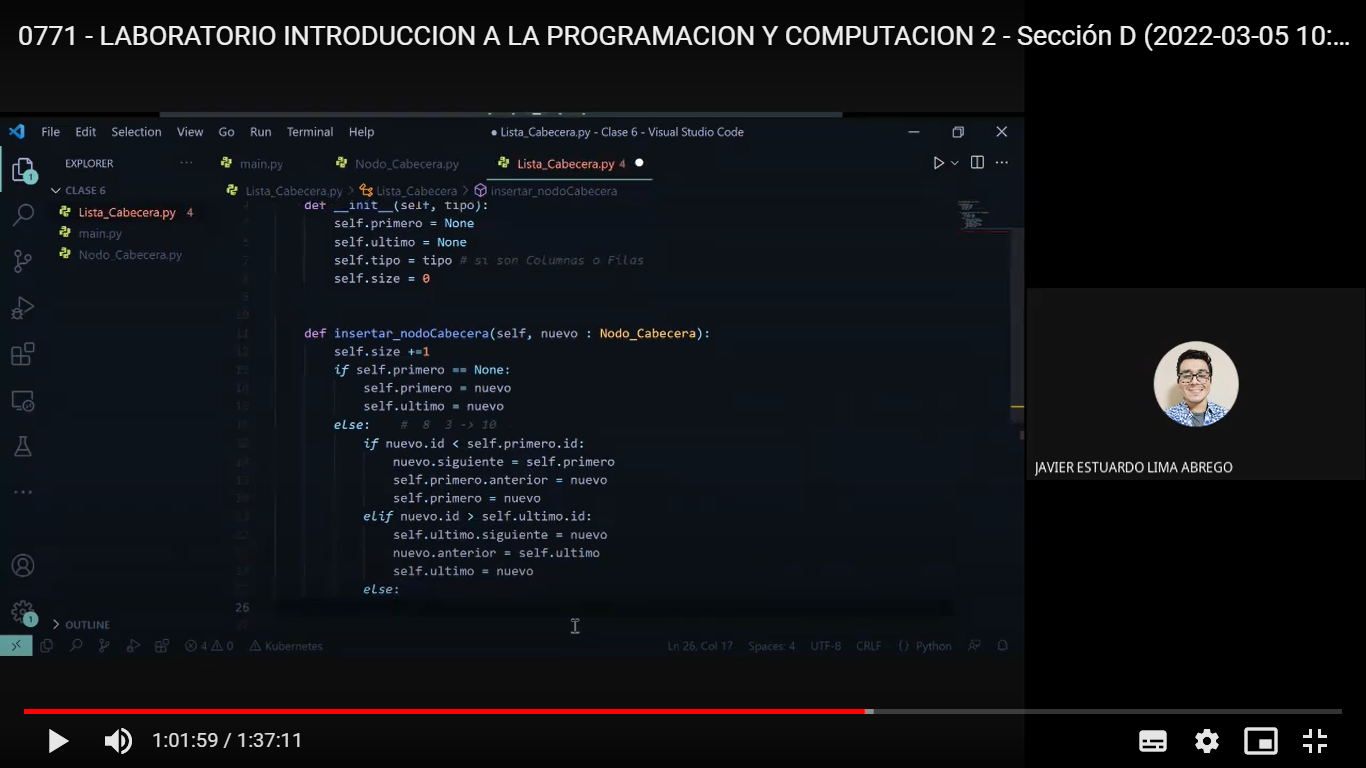 0771 - LABORATORIO INTRODUCCION A LA PROGRAMACION Y COMPUTACION 2 - Sección D (2022-03-05 10:...
File Edit Selection View Go Run Terminal Help
● Lista_Cabecera.py - Clase 6 - Visual Studio Code
EXPLORER ...
main.py
Nodo_Cabecera.py
Lista_Cabecera.py 4 ●
CLASE 6
Lista_Cabecera.py > Lista_Cabecera > insertar_nodoCabecera
Lista_Cabecera.py 4
main.py
Nodo_Cabecera.py
def __init__(self, tipo):
self.primero = None
self.ultimo = None
self.tipo = tipo # si son Columnas o Filas
self.size = 0
def insertar_nodoCabecera(self, nuevo : Nodo_Cabecera):
self.size +=1
if self.primero == None:
self.primero = nuevo
self.ultimo = nuevo
else: # 8 3 -> 10
if nuevo.id < self.primero.id:
nuevo.siguiente = self.primero
self.primero.anterior = nuevo
self.primero = nuevo
elif nuevo.id > self.ultimo.id:
self.ultimo.siguiente = nuevo
nuevo.anterior = self.ultimo
self.ultimo = nuevo
else:
26
OUTLINE
4 0 Kubernetes
Ln 26, Col 17 Spaces: 4 UTF-8 CRLF Python
JAVIER ESTUARDO LIMA ABREGO
1:01:59 / 1:37:11